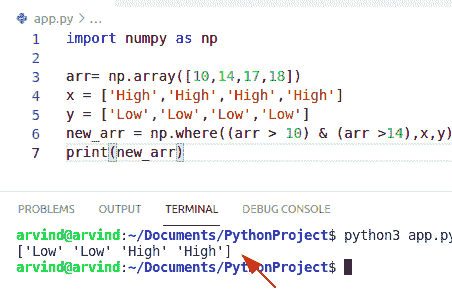 app.py > ...
1 import numpy as np
2
3 arr= np.array([10,14,17,18])
4 x = ['High','High','High','High']
5 y = ['Low','Low','Low','Low']
6 new_arr = np.where((arr > 10) & (arr >14),x,y)
7 print(new_arr)
PROBLEMS OUTPUT TERMINAL DEBUG CONSOLE
arvind@arvind:~/Documents/PythonProject$ python3 app.py
['Low' 'Low' 'High' 'High']
arvind@arvind:~/Documents/PythonProject$